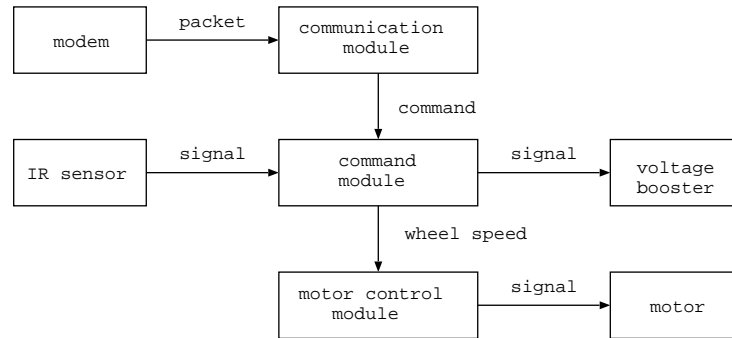 modem
packet
communication
module
command
IR sensor
signal
command
module
signal
voltage
booster
wheel speed
motor control
module
signal
motor